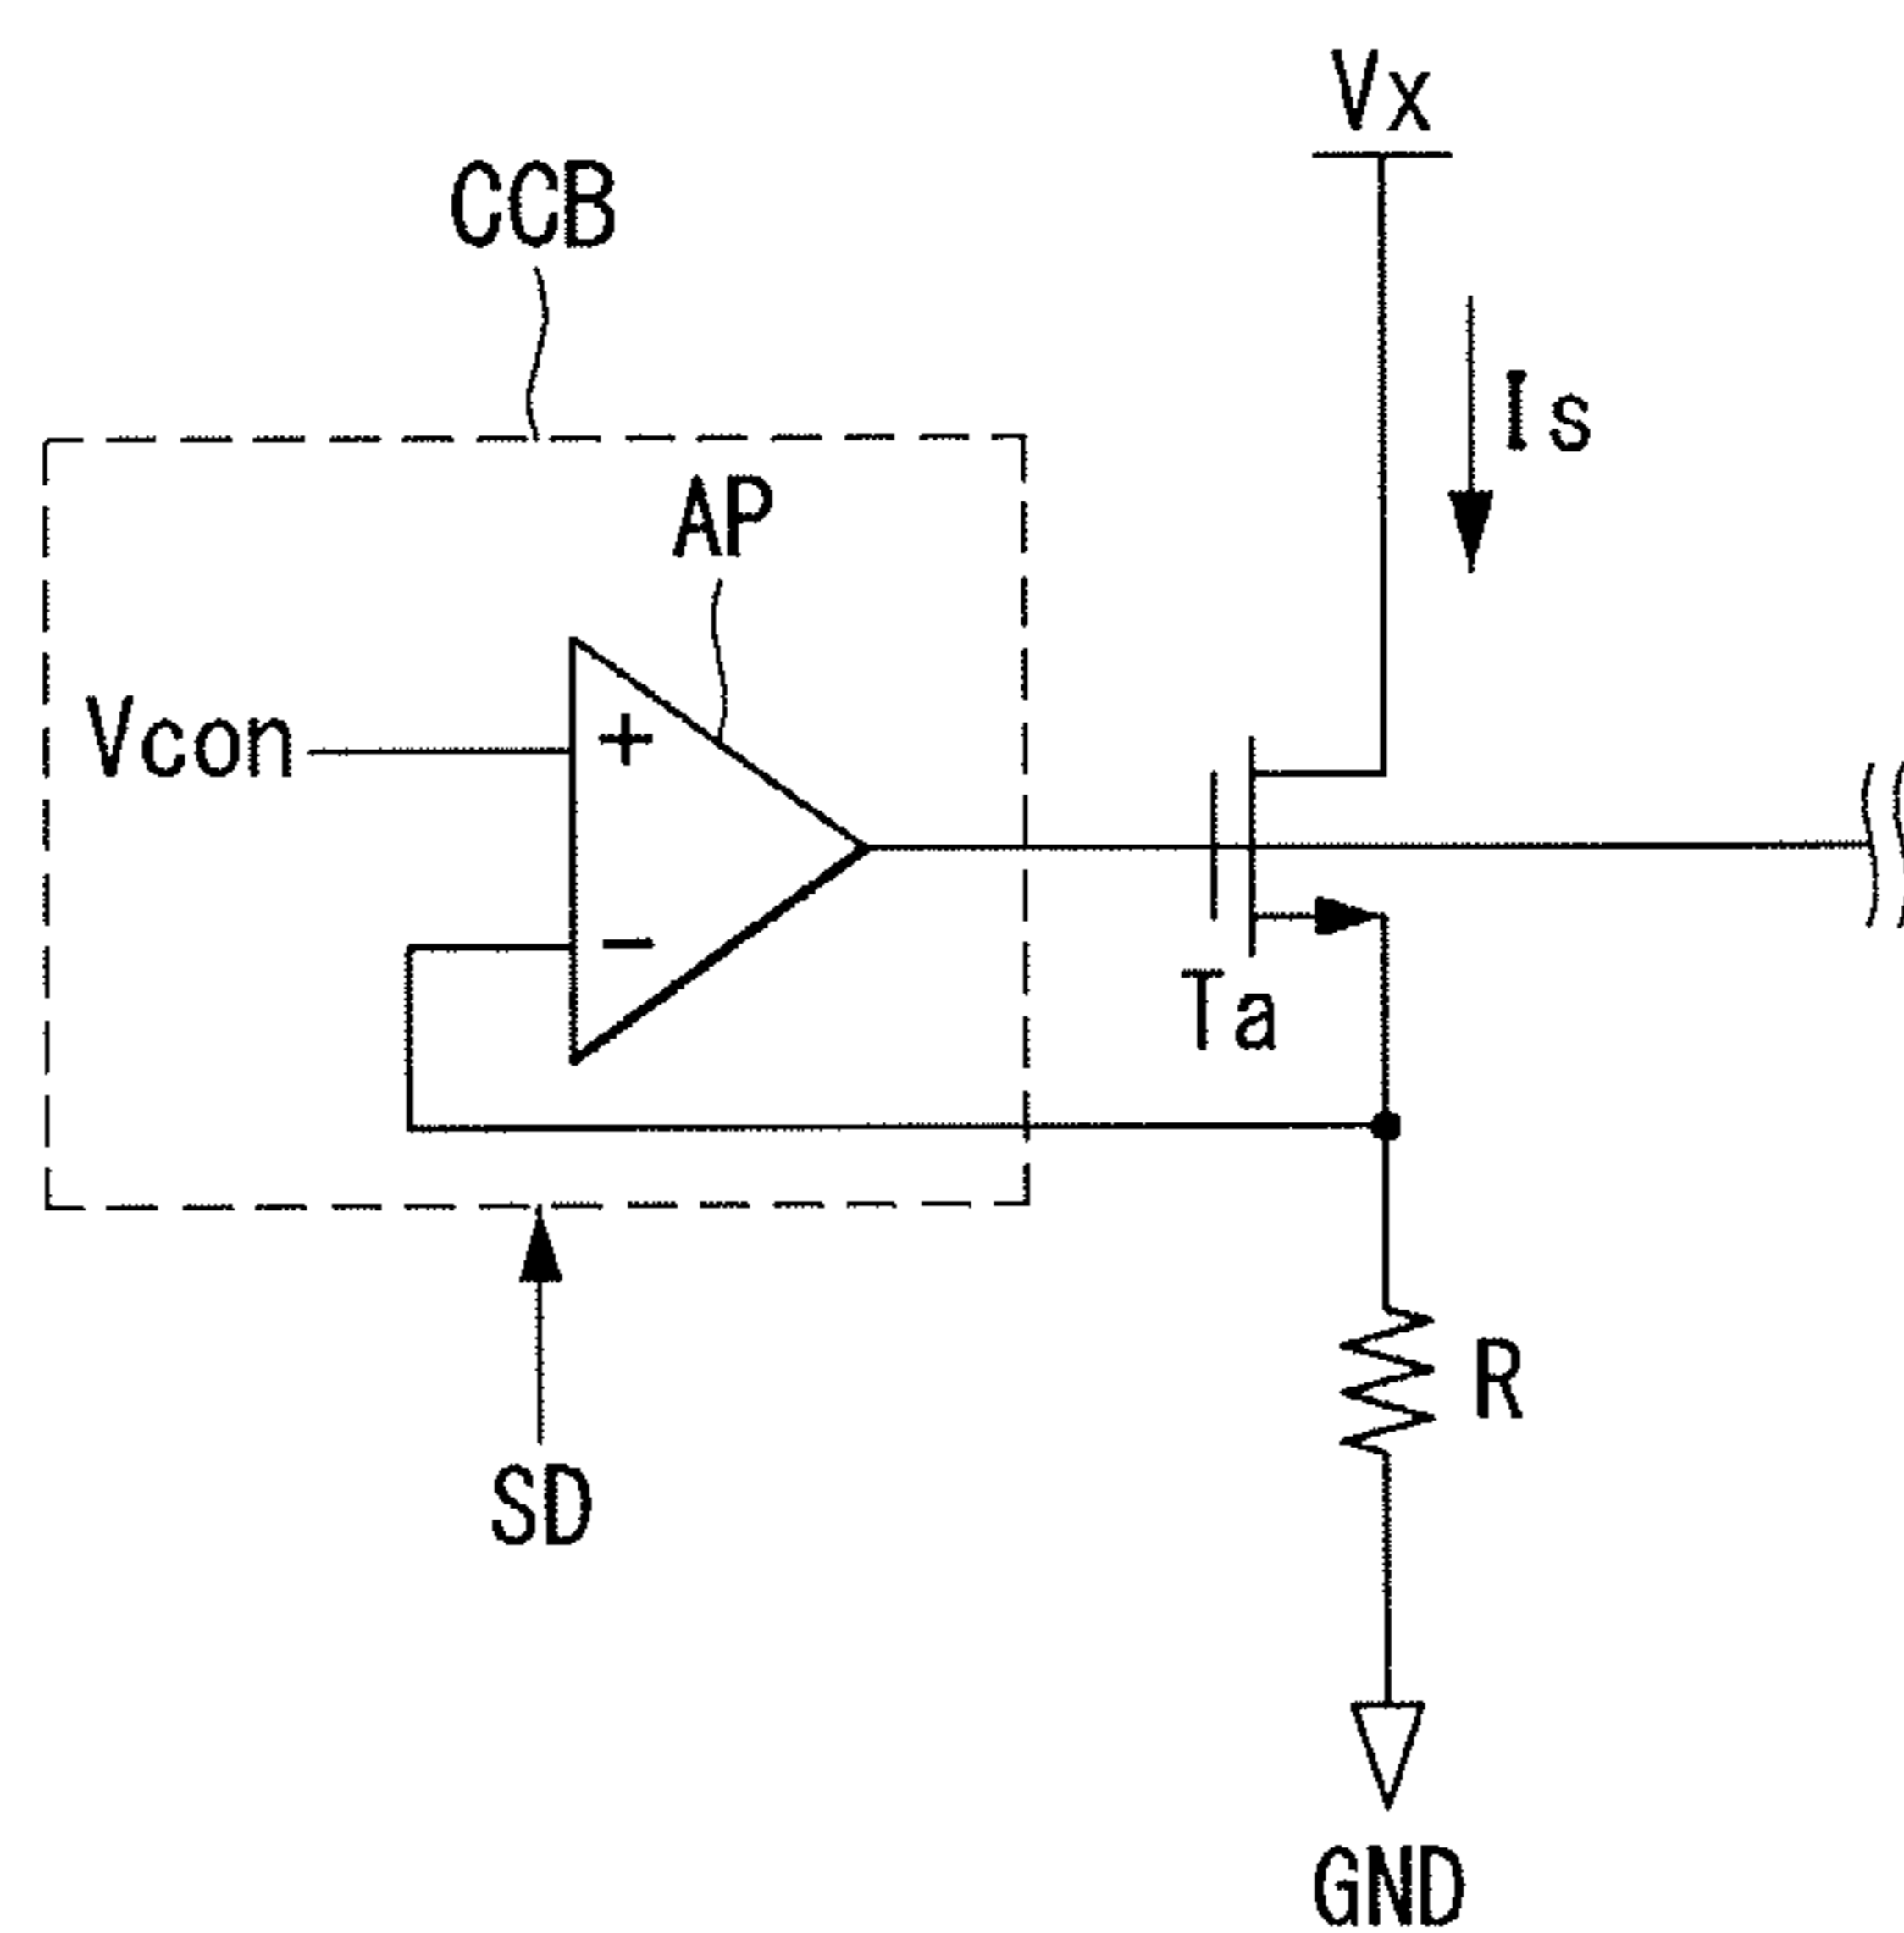 Vx
CCB
Is
AP
Vcon
+
-
Ta
R
SD
GND